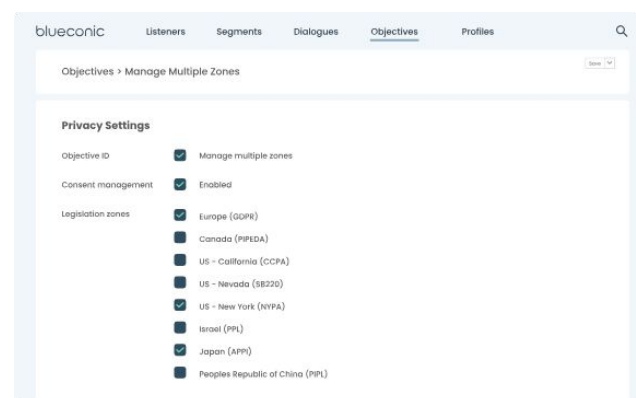 blueconic Listeners Segments Dialogues Objectives Profiles
Objectives > Manage Multiple Zones Save
Privacy Settings
Objective ID Manage multiple zones
Consent management Enabled
Legislation zones Europe (GDPR)
Canada (PIPEDA)
US - California (CCPA)
US - Nevada (SB220)
US - New York (NYPA)
Israel (PPL)
Japan (APPI)
Peoples Republic of China (PIPL)